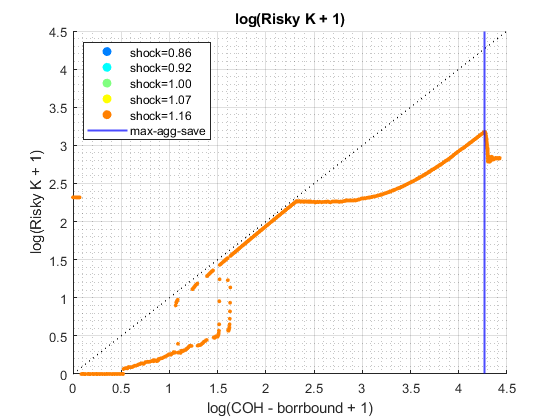 log(Risky K + 1)
4.5
4
3.5
3
2.5
2
1.5
1
0.5
0
log(Risky K + 1)
shock=0.86
shock=0.92
shock=1.00
shock=1.07
shock=1.16
max-agg-save
0 0.5 1 1.5 2 2.5 3 3.5 4 4.5
log(COH - borrbound + 1)